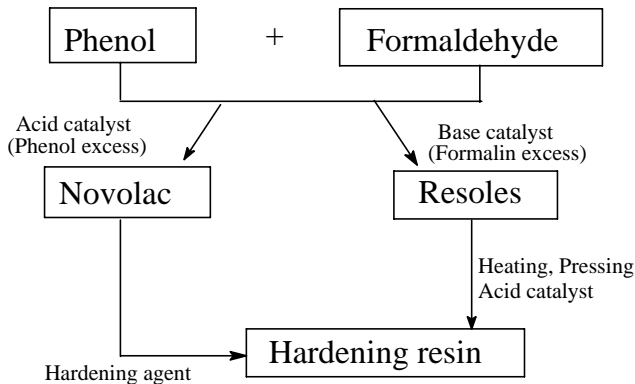 Phenol + Formaldehyde
Acid catalyst
(Phenol excess)
Base catalyst
(Formalin excess)
Novolac
Resoles
Heating, Pressing
Acid catalyst
Hardening resin
Hardening agent